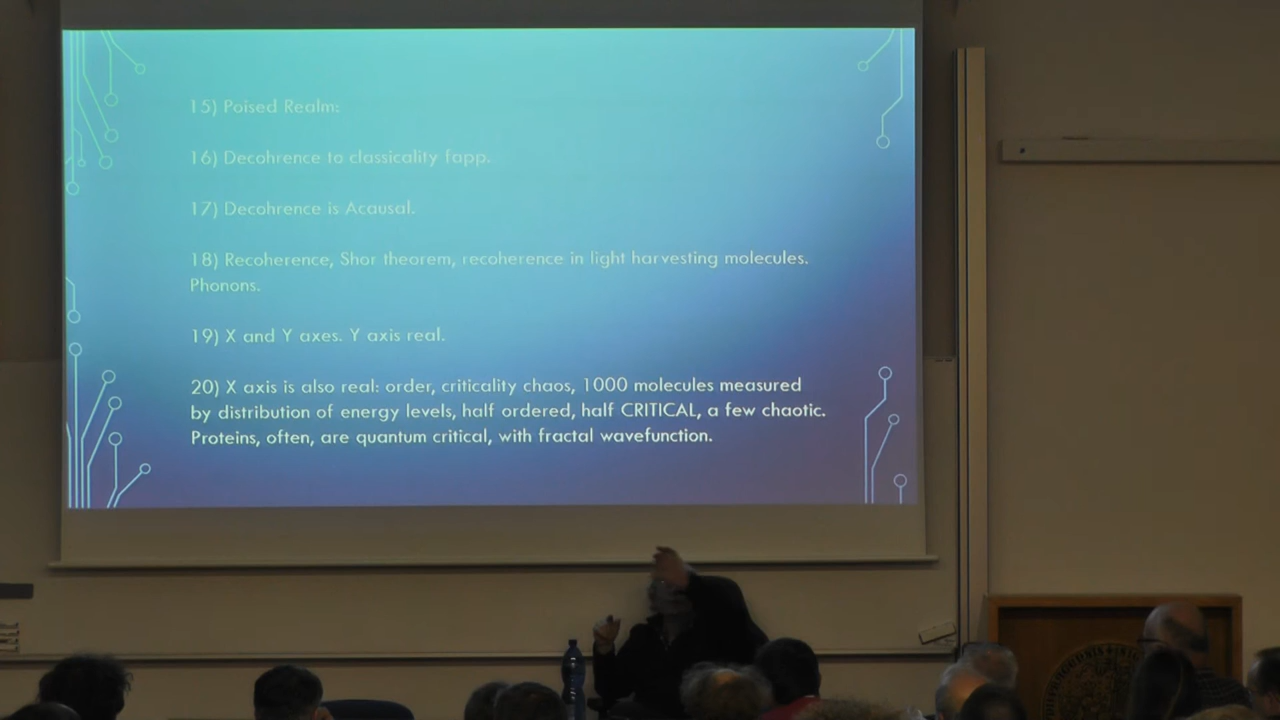 15) Poised Realm:
16) Decohrence to classicality fapp.
17) Decohrence is Acausal.
18) Recoherence, Shor theorem, recoherence in light harvesting molecules.
Phonons.
19) X and Y axes. Y axis real.
20) X axis is also real: order, criticality chaos, 1000 molecules measured
by distribution of energy levels, half ordered, half CRITICAL, a few chaotic.
Proteins, often, are quantum critical, with fractal wavefunction.